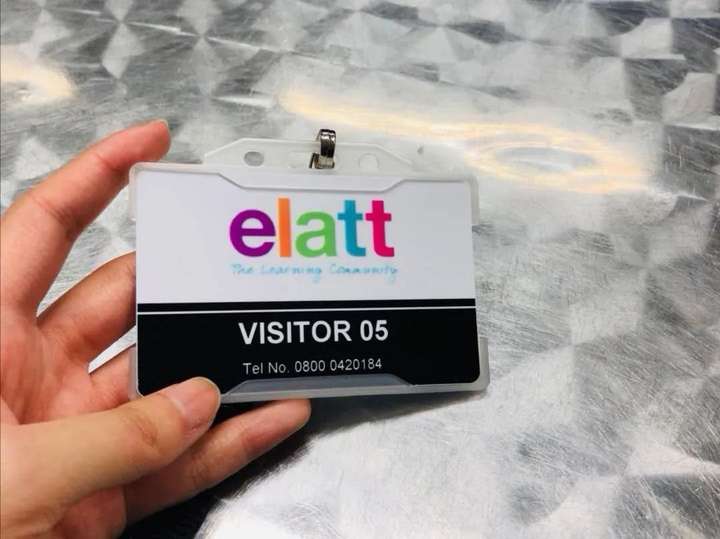 elatt
The Learning Community
VISITOR 05
Tel No. 0800 0420184